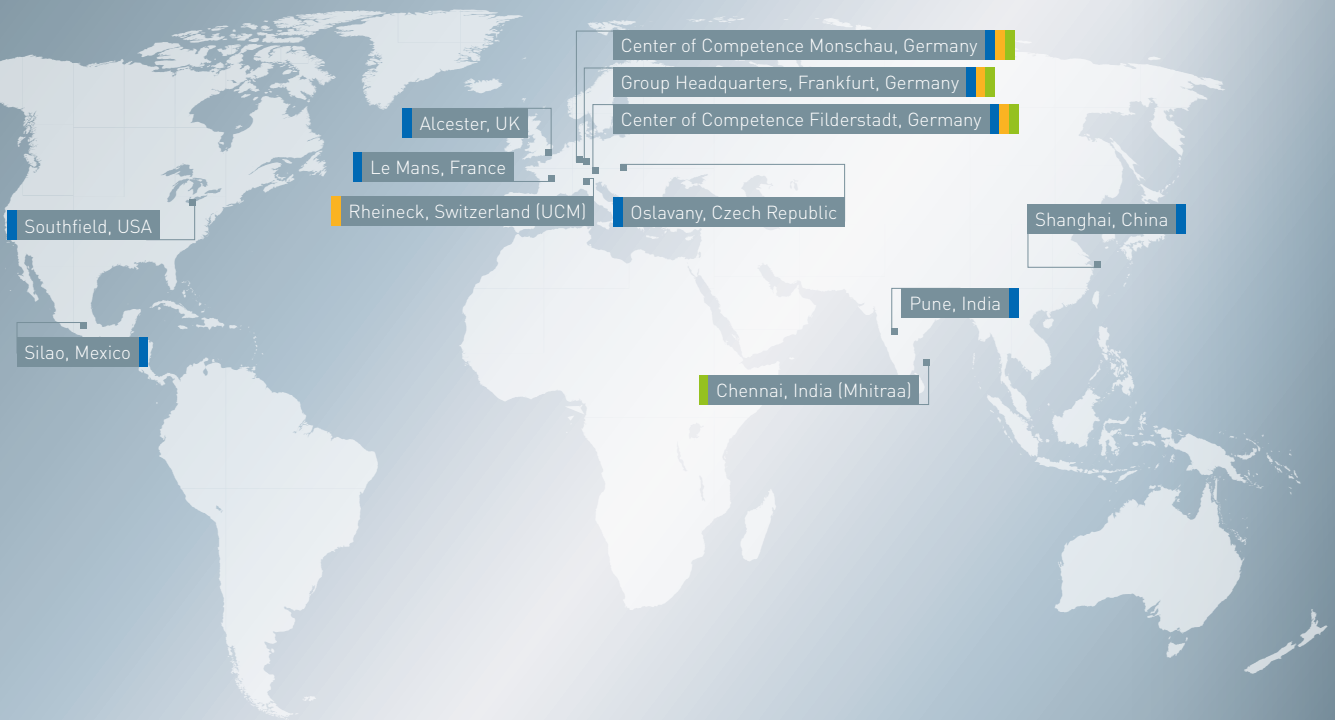 Center of Competence Monschau, Germany
Group Headquarters, Frankfurt, Germany
Center of Competence Filderstadt, Germany
Alcester, UK
Le Mans, France
Rheineck, Switzerland (UCM)
Oslavany, Czech Republic
Southfield, USA
Shanghai, China
Pune, India
Silao, Mexico
Chennai, India (Mhitraa)